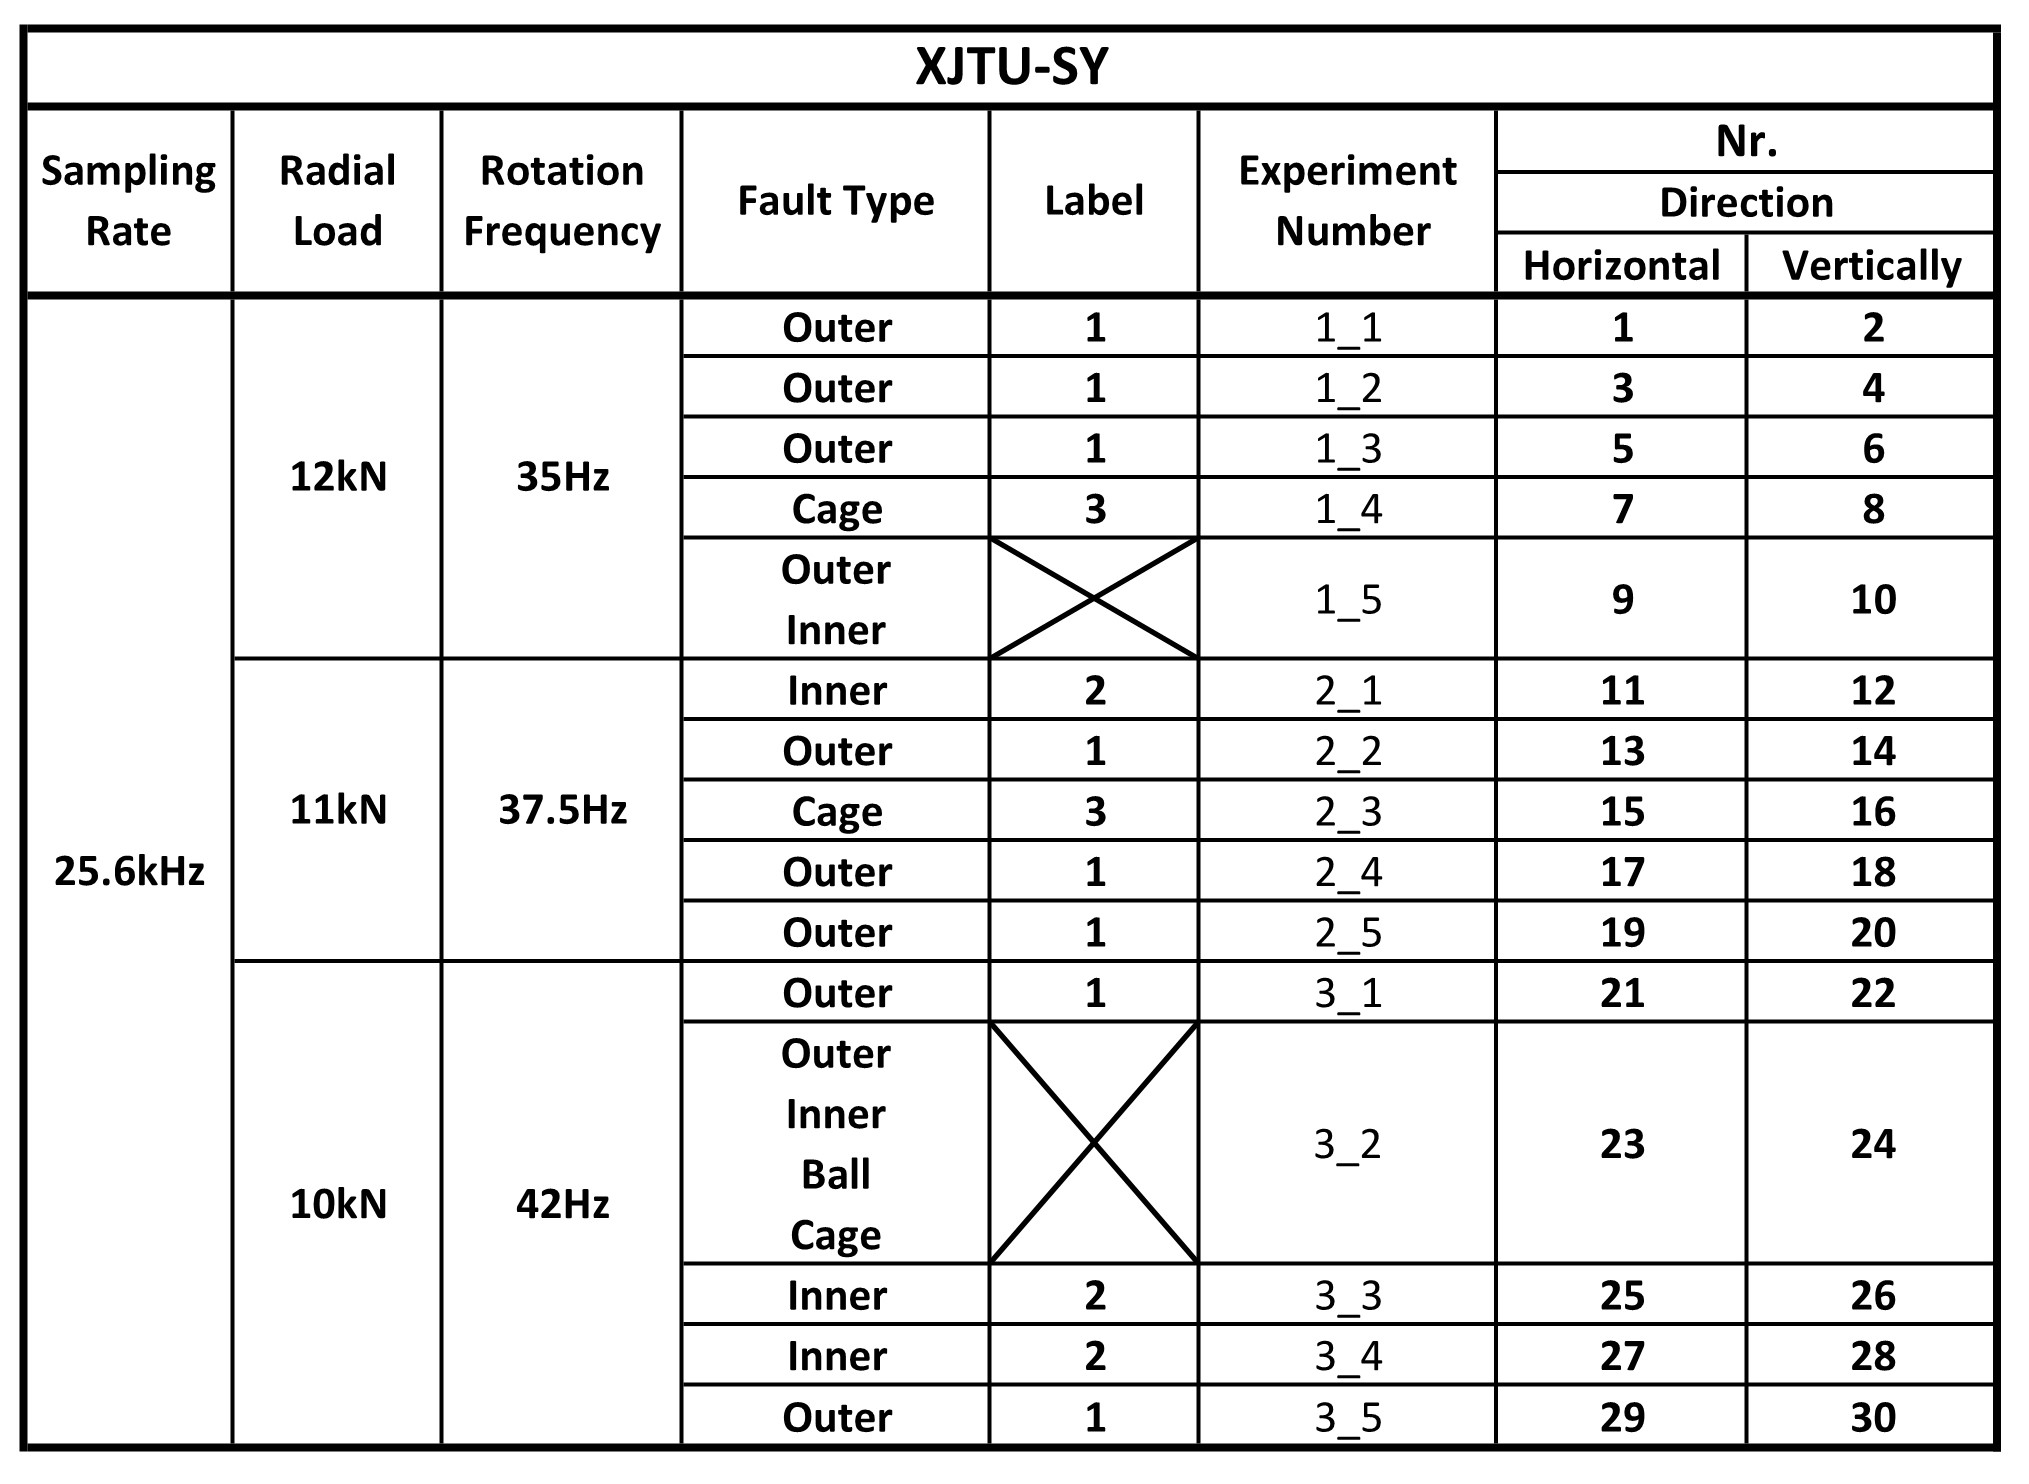 XJTU-SY
Sampling Rate Radial Load Rotation Frequency Fault Type Label Experiment Number Nr.
Direction
Horizontal Vertically
25.6kHz 12kN 35Hz Outer 1 1_1 1 2
Outer 1 1_2 3 4
Outer 1 1_3 5 6
Cage 3 1_4 7 8
Outer
Inner 1_5 9 10
11kN 37.5Hz Inner 2 2_1 11 12
Outer 1 2_2 13 14
Cage 3 2_3 15 16
Outer 1 2_4 17 18
Outer 1 2_5 19 20
10kN 42Hz Outer 1 3_1 21 22
Outer
Inner
Ball
Cage 3_2 23 24
Inner 2 3_3 25 26
Inner 2 3_4 27 28
Outer 1 3_5 29 30